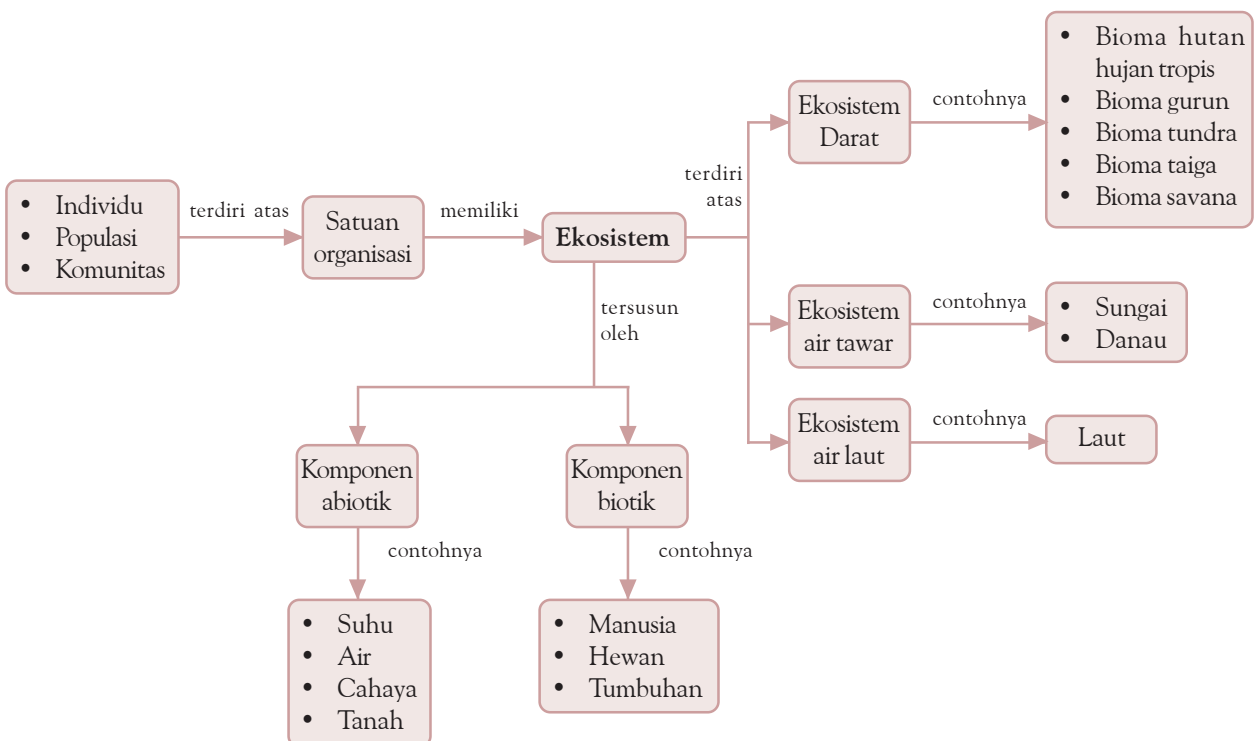 • Individu
• Populasi
• Komunitas
terdiri atas
Satuan
organisasi
memiliki
Ekosistem
terdiri
atas
Ekosistem
Darat
contohnya
• Bioma hutan
hujan tropis
• Bioma gurun
• Bioma tundra
• Bioma taiga
• Bioma savana
Ekosistem
air tawar
contohnya
• Sungai
• Danau
Ekosistem
air laut
contohnya
Laut
tersusun
oleh
Komponen
abiotik
contohnya
• Suhu
• Air
• Cahaya
• Tanah
Komponen
biotik
contohnya
• Manusia
• Hewan
• Tumbuhan